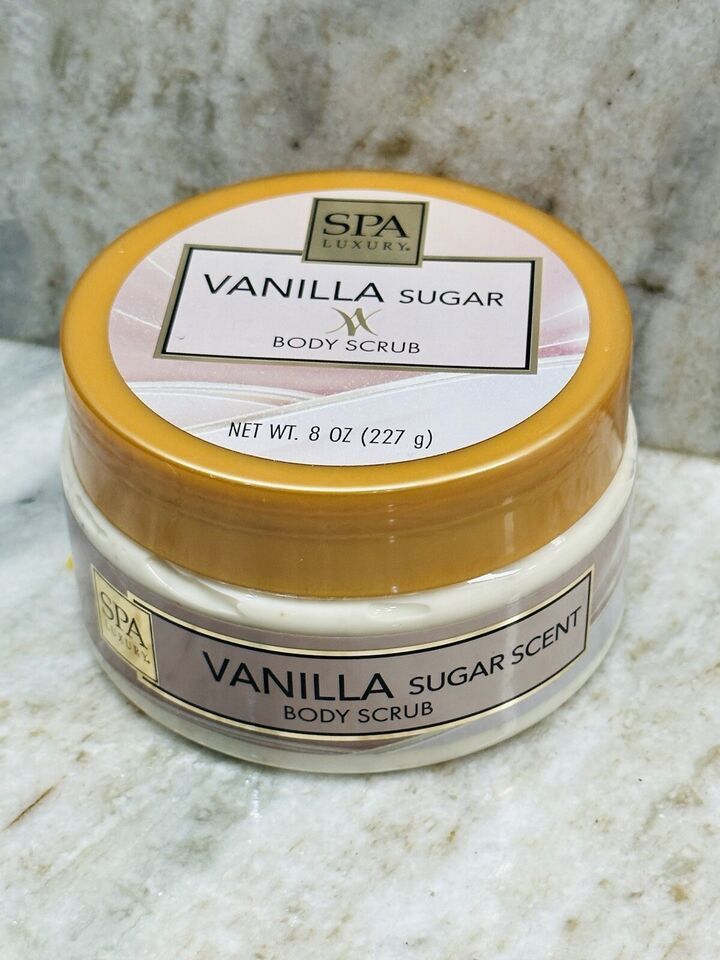 SPA
LUXURY®
VANILLA SUGAR
BODY SCRUB
NET WT. 8 OZ (227 g)
SPA
LUXURY®
VANILLA SUGAR SCENT
BODY SCRUB